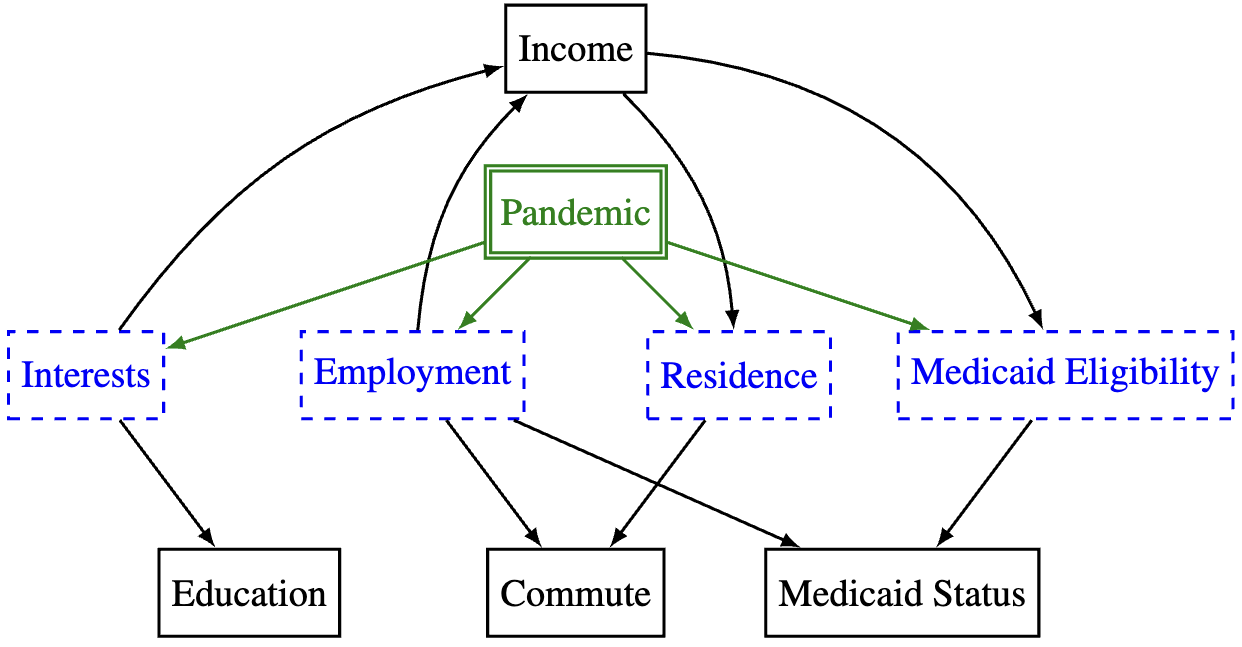 Income
Pandemic
Interests
Employment
Residence
Medicaid Eligibility
Education
Commute
Medicaid Status